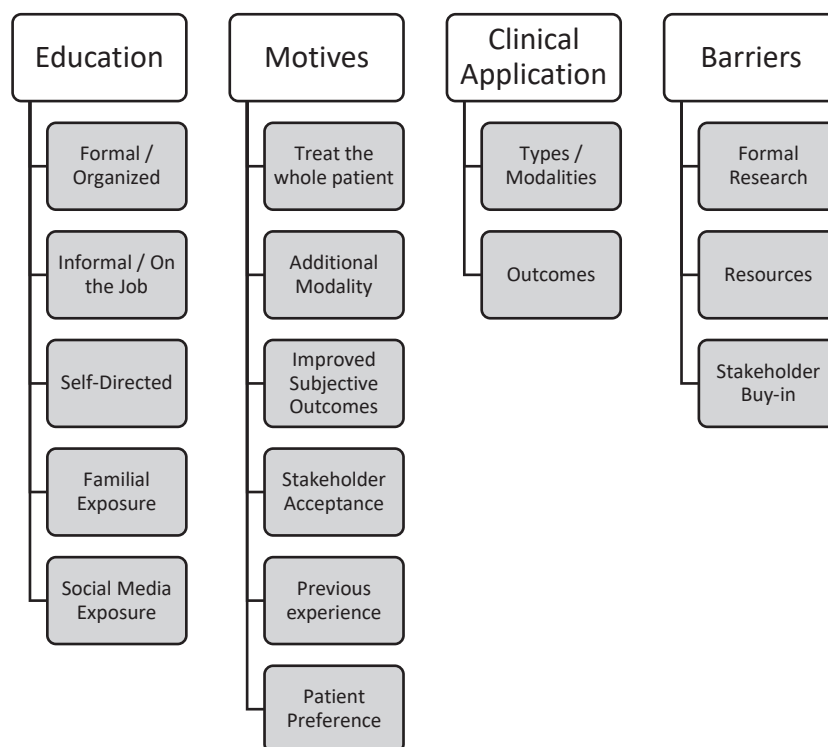 Education
Formal /
Organized
Informal / On
the Job
Self-Directed
Familial
Exposure
Social Media
Exposure
Motives
Treat the
whole patient
Additional
Modality
Improved
Subjective
Outcomes
Stakeholder
Acceptance
Previous
experience
Patient
Preference
Clinical
Application
Types /
Modalities
Outcomes
Barriers
Formal
Research
Resources
Stakeholder
Buy-in